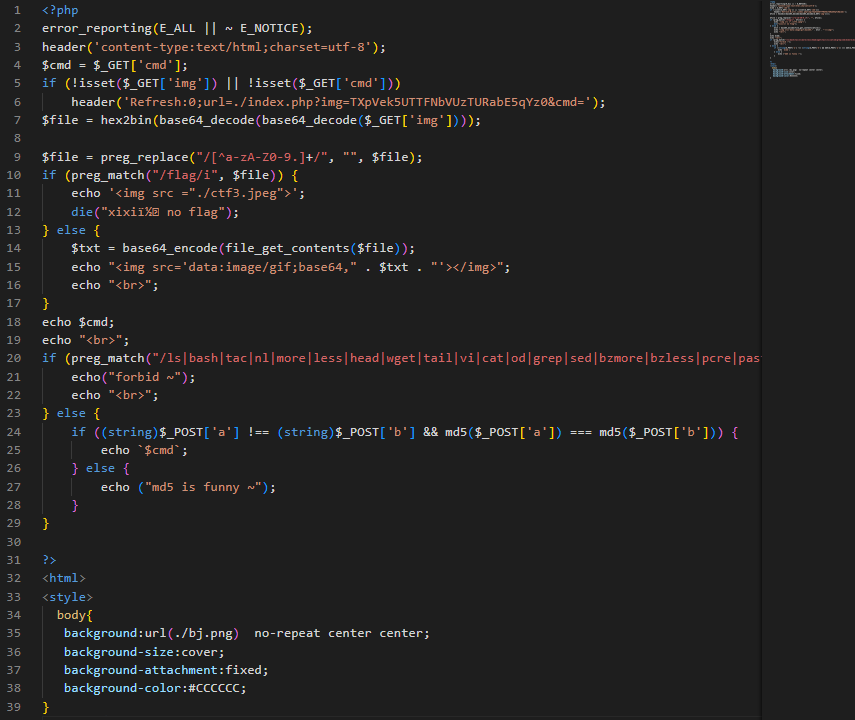 1 <?php
2 error_reporting(E_ALL || ~ E_NOTICE);
3 header('content-type:text/html;charset=utf-8');
4 $cmd = $_GET['cmd'];
5 if (!isset($_GET['img']) || !isset($_GET['cmd']))
6     header('Refresh:0;url=./index.php?img=TXpVek5UTTFNbVUzTURabE5qYz0&cmd=');
7 $file = hex2bin(base64_decode(base64_decode($_GET['img'])));
8
9 $file = preg_replace("/[^a-zA-Z0-9.]+/", "", $file);
10 if (preg_match("/flag/i", $file)) {
11     echo '<img src ="./ctf3.jpeg">';
12     die("xixiï½ no flag");
13 } else {
14     $txt = base64_encode(file_get_contents($file));
15     echo "<img src='data:image/gif;base64," . $txt . "'></img>";
16     echo "<br>";
17 }
18 echo $cmd;
19 echo "<br>";
20 if (preg_match("/ls|bash|tac|nl|more|less|head|wget|tail|vi|cat|od|grep|sed|bzmore|bzless|pcre|pas
21     echo("forbid ~");
22     echo "<br>";
23 } else {
24     if ((string)$_POST['a'] !== (string)$_POST['b'] && md5($_POST['a']) === md5($_POST['b'])) {
25         echo `$cmd`;
26     } else {
27         echo ("md5 is funny ~");
28     }
29 }
30
31 ?>
32 <html>
33 <style>
34   body{
35    background:url(./bj.png)  no-repeat center center;
36    background-size:cover;
37    background-attachment:fixed;
38    background-color:#CCCCCC;
39 }